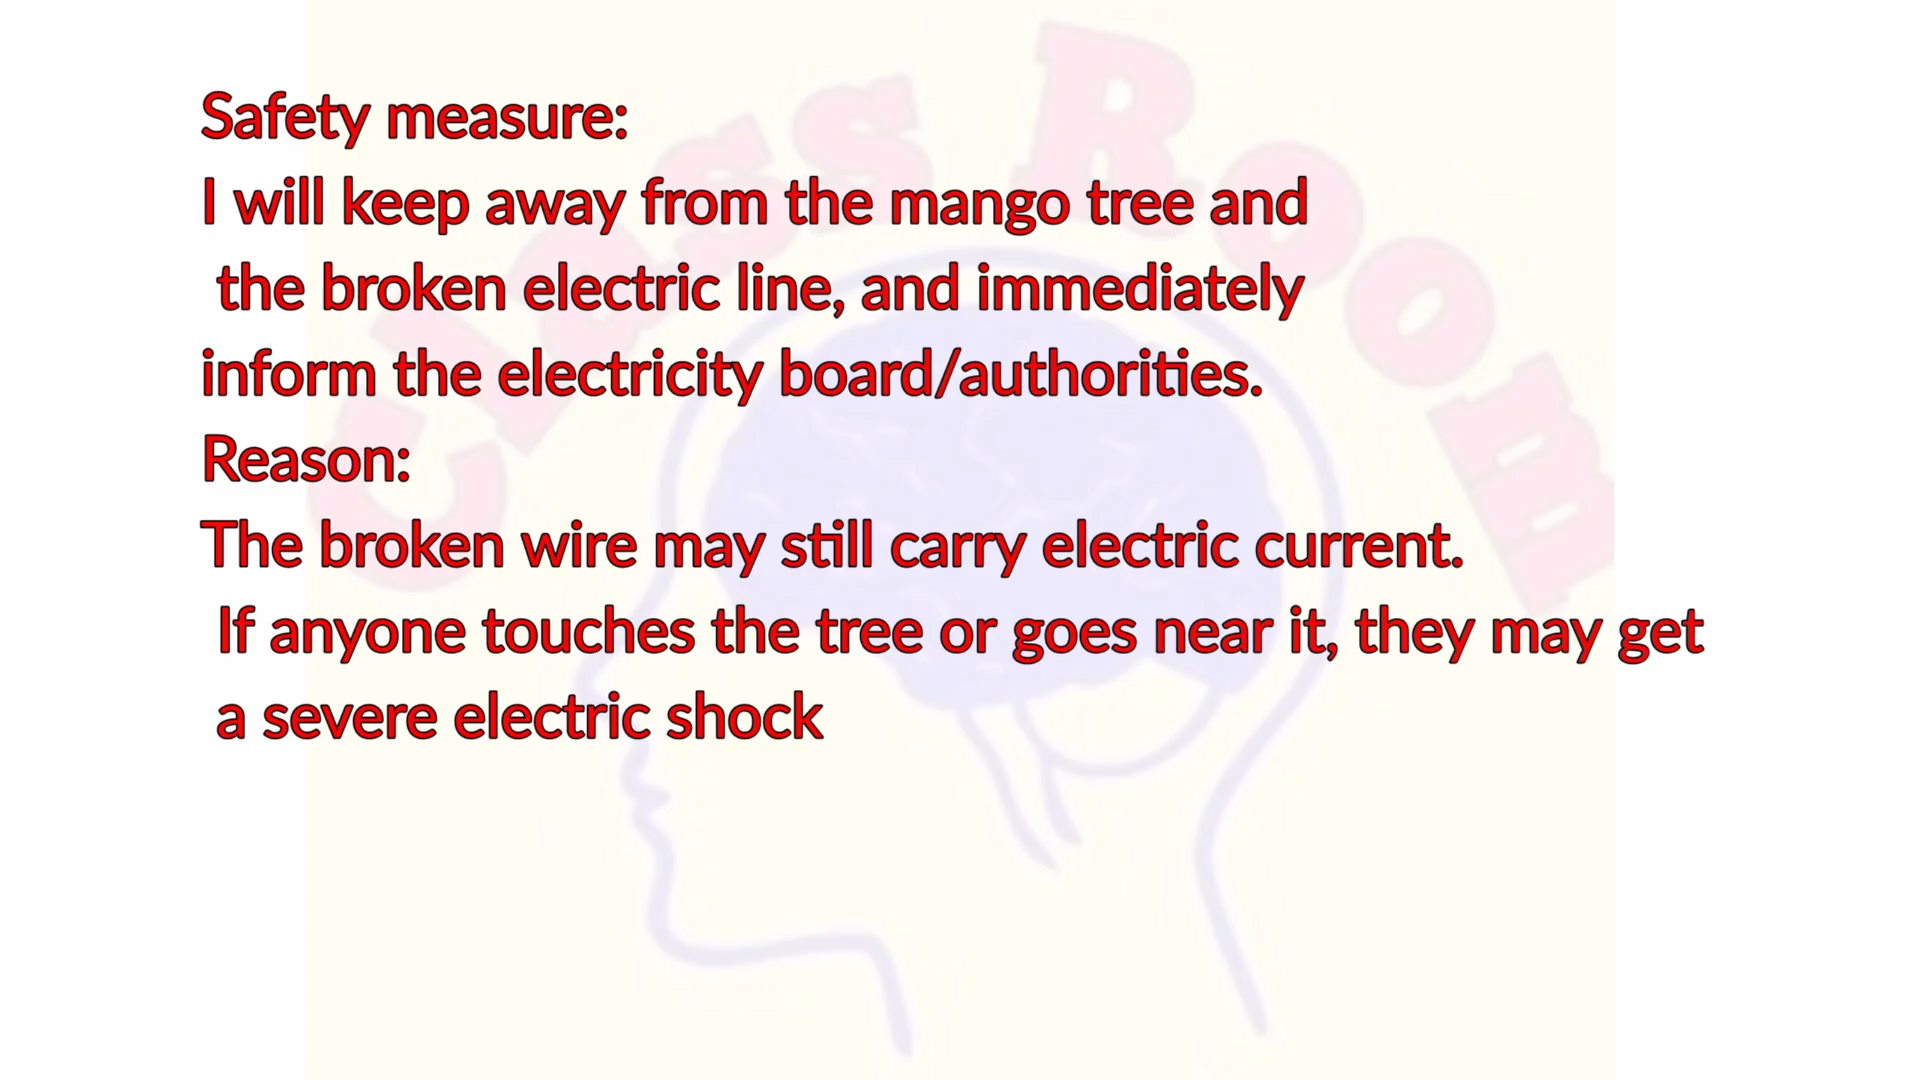 Class Room
Safety measure:
I will keep away from the mango tree and
the broken electric line, and immediately
inform the electricity board/authorities.
Reason:
The broken wire may still carry electric current.
If anyone touches the tree or goes near it, they may get
a severe electric shock